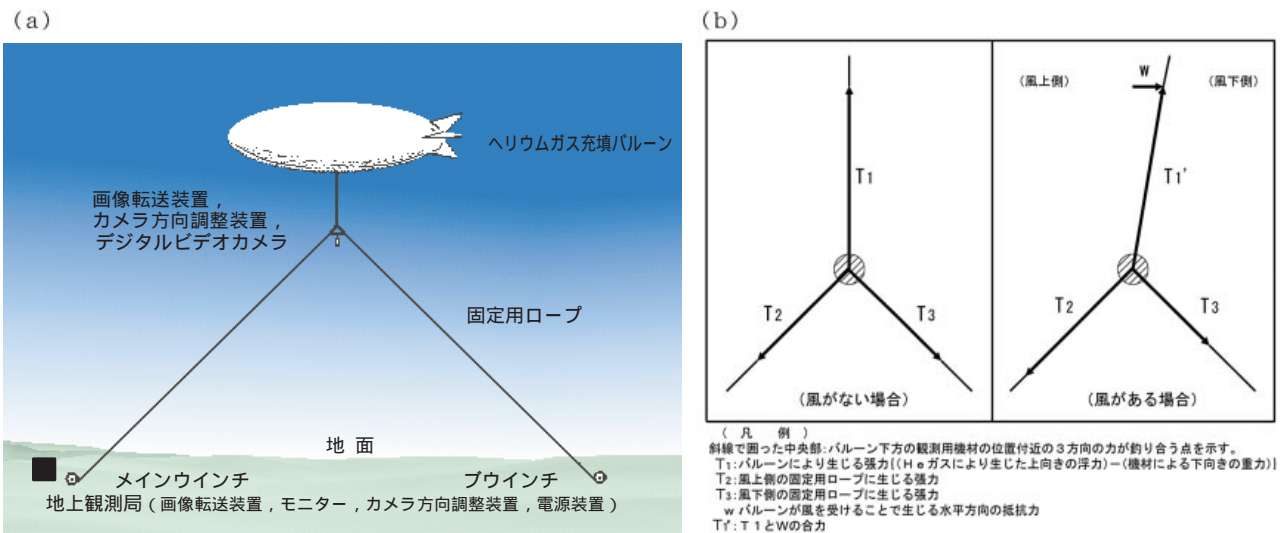 (a)
ヘリウムガス充填バルーン
画像転送装置，
カメラ方向調整装置，
デジタルビデオカメラ
固定用ロープ
地 面
メインウインチ
ブウインチ
地上観測局（画像転送装置，モニター，カメラ方向調整装置，電源装置）
(b)
T1
T2
T3
（風がない場合）
（風上側）
W
（風下側）
T1'
T2
T3
（風がある場合）
（ 凡 例 ）
斜線で囲った中央部：バルーン下方の観測用機材の位置付近の３方向の力が釣り合う点を示す。
T1：バルーンにより生じる張力[(Ｈｅガスにより生じた上向きの浮力)－(機材による下向きの重力)]
T2：風上側の固定用ロープに生じる張力
T3：風下側の固定用ロープに生じる張力
w バルーンが風を受けることで生じる水平方向の抵抗力
T1'：Ｔ１とWの合力